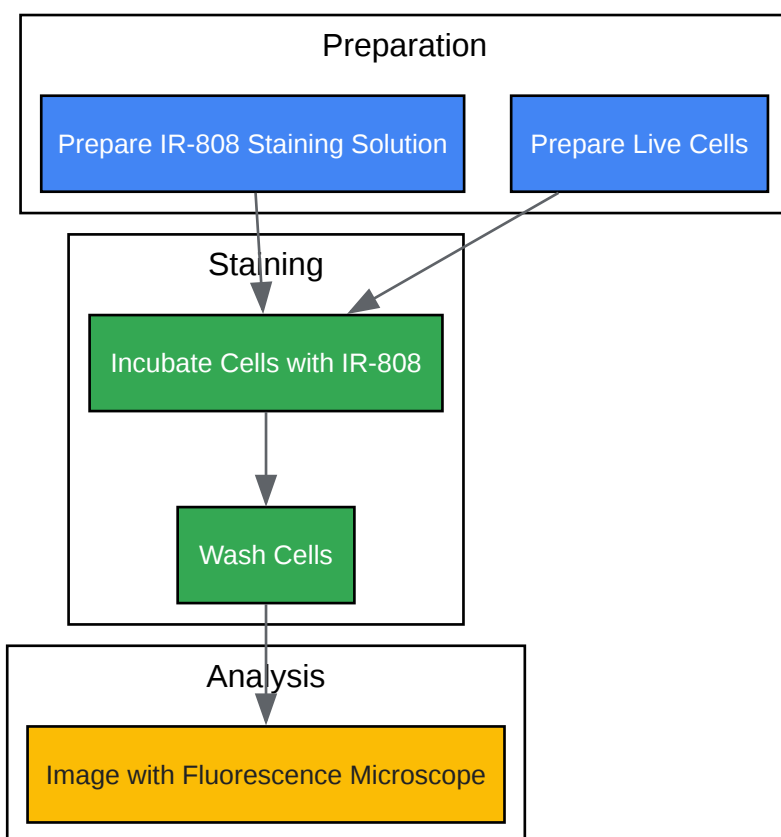 Preparation
Prepare IR-808 Staining Solution
Prepare Live Cells
Staining
Incubate Cells with IR-808
Wash Cells
Analysis
Image with Fluorescence Microscope